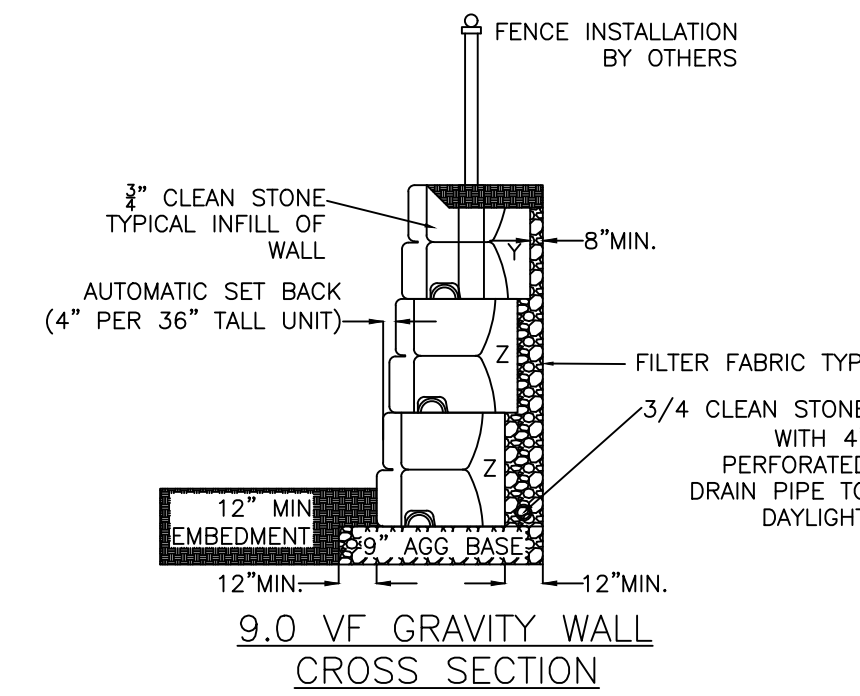 FENCE INSTALLATION
BY OTHERS
3/4" CLEAN STONE
TYPICAL INFILL OF
WALL
Y
8"MIN.
AUTOMATIC SET BACK
(4" PER 36" TALL UNIT)
Z
FILTER FABRIC TYP
3/4 CLEAN STONE
WITH 4
PERFORATED
DRAIN PIPE TO
DAYLIGHT
Z
12" MIN
EMBEDMENT
9" AGG BASE
12"MIN.
12"MIN.
9.0 VF GRAVITY WALL
CROSS SECTION